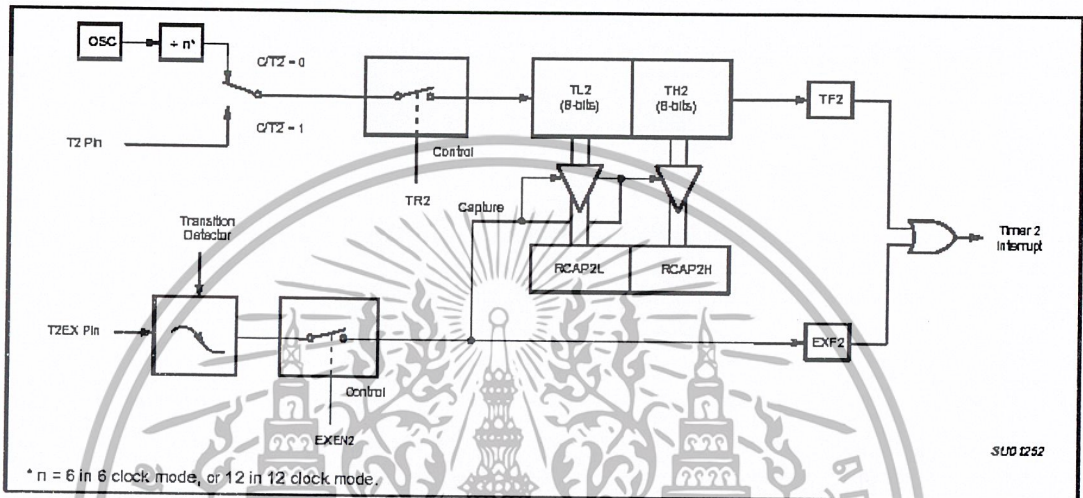 OSC
÷ n*
C/T2 = 0
C/T2 = 1
T2 Pin
Control
TR2
TL2
(8-bits)
TH2
(8-bits)
TF2
Capture
Transition
Detector
RCAP2L
RCAP2H
Timer 2
Interrupt
T2EX Pin
Control
EXEN2
EXF2
SU01252
* n = 6 in 6 clock mode, or 12 in 12 clock mode.